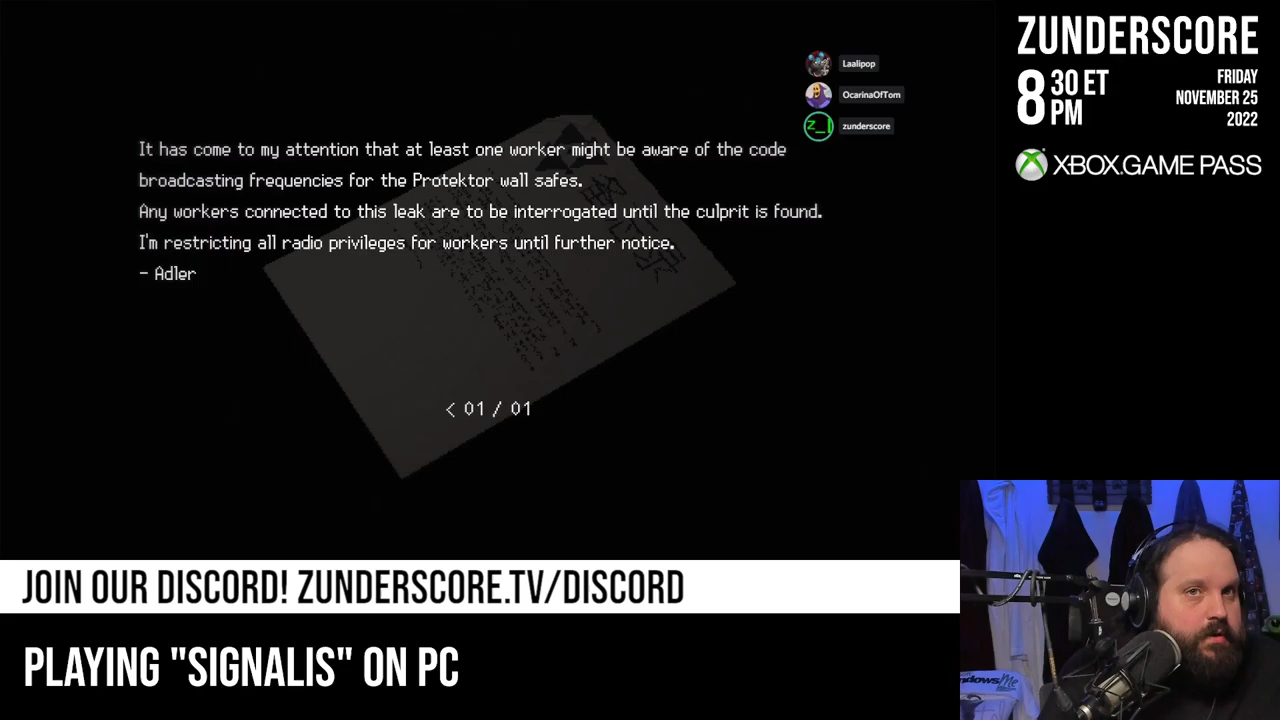 ZUNDERSCORE
8 30 ET PM
FRIDAY
NOVEMBER 25
2022
XBOX.GAME PASS
Laalipop
OcarinaOfTom
zunderscore
It has come to my attention that at least one worker might be aware of the code
broadcasting frequencies for the Protektor wall safes.
Any workers connected to this leak are to be interrogated until the culprit is found.
I'm restricting all radio privileges for workers until further notice.
- Adler
< 01 / 01
JOIN OUR DISCORD! ZUNDERSCORE.TV/DISCORD
PLAYING "SIGNALIS" ON PC